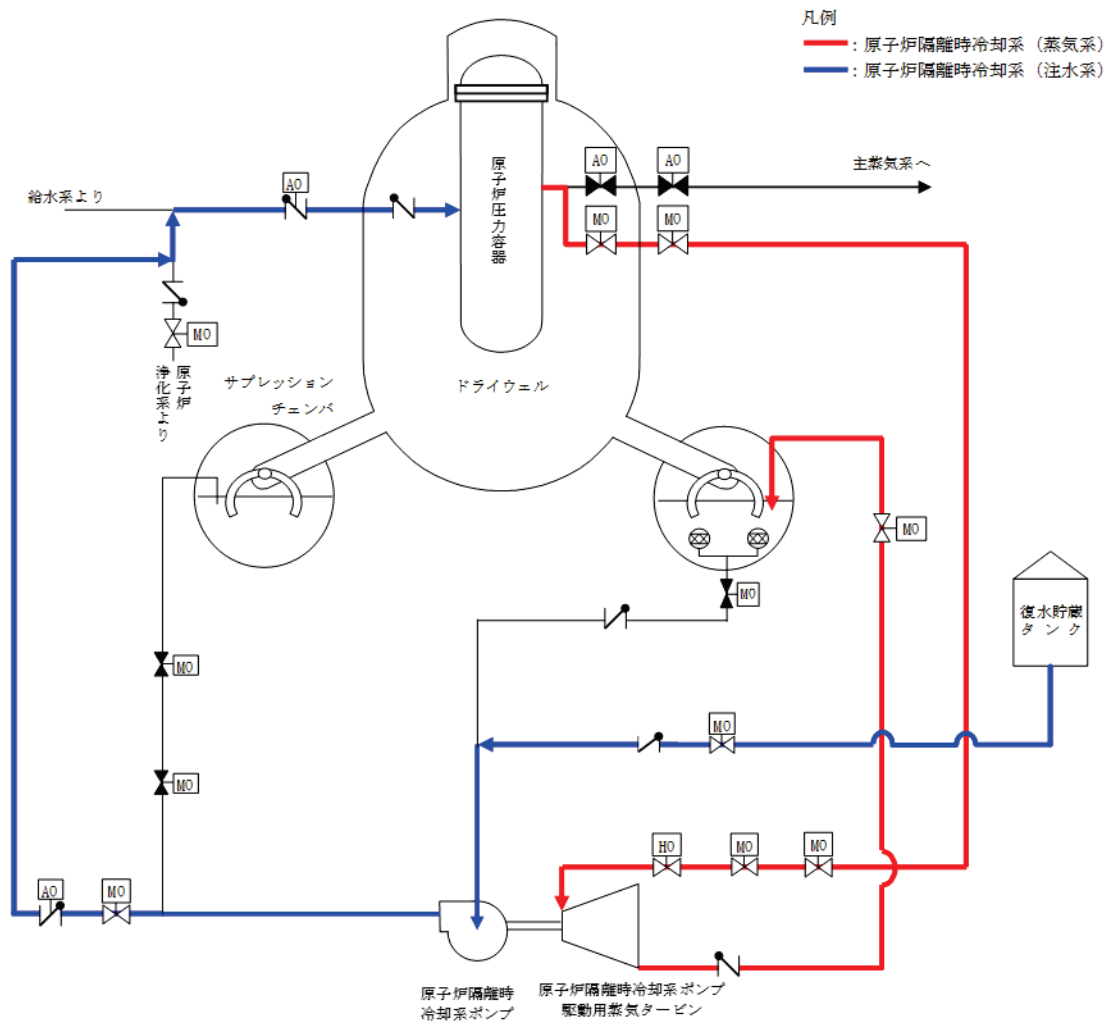 凡例
: 原子炉隔離時冷却系 (蒸気系)
: 原子炉隔離時冷却系 (注水系)
AO
AO
主蒸気系へ
給水系より
AO
原子炉圧力容器
MO
MO
MO
原子炉
浄化系より
サプレッション
チェンバ
ドライウェル
MO
MO
復水貯蔵
タンク
MO
MO
MO
HO
MO
MO
AO
MO
原子炉隔離時
冷却系ポンプ
原子炉隔離時冷却系ポンプ
駆動用蒸気タービン